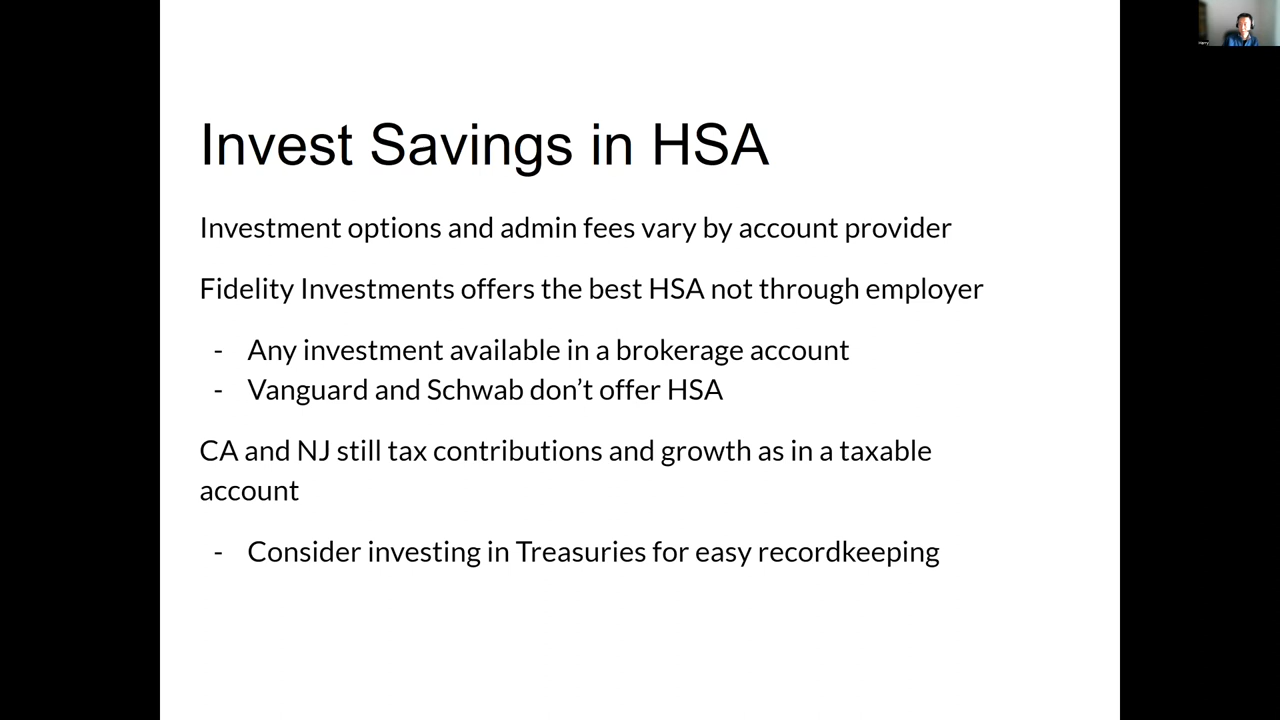 Invest Savings in HSA
Investment options and admin fees vary by account provider
Fidelity Investments offers the best HSA not through employer
- Any investment available in a brokerage account
- Vanguard and Schwab don’t offer HSA
CA and NJ still tax contributions and growth as in a taxable
account
- Consider investing in Treasuries for easy recordkeeping
Harry